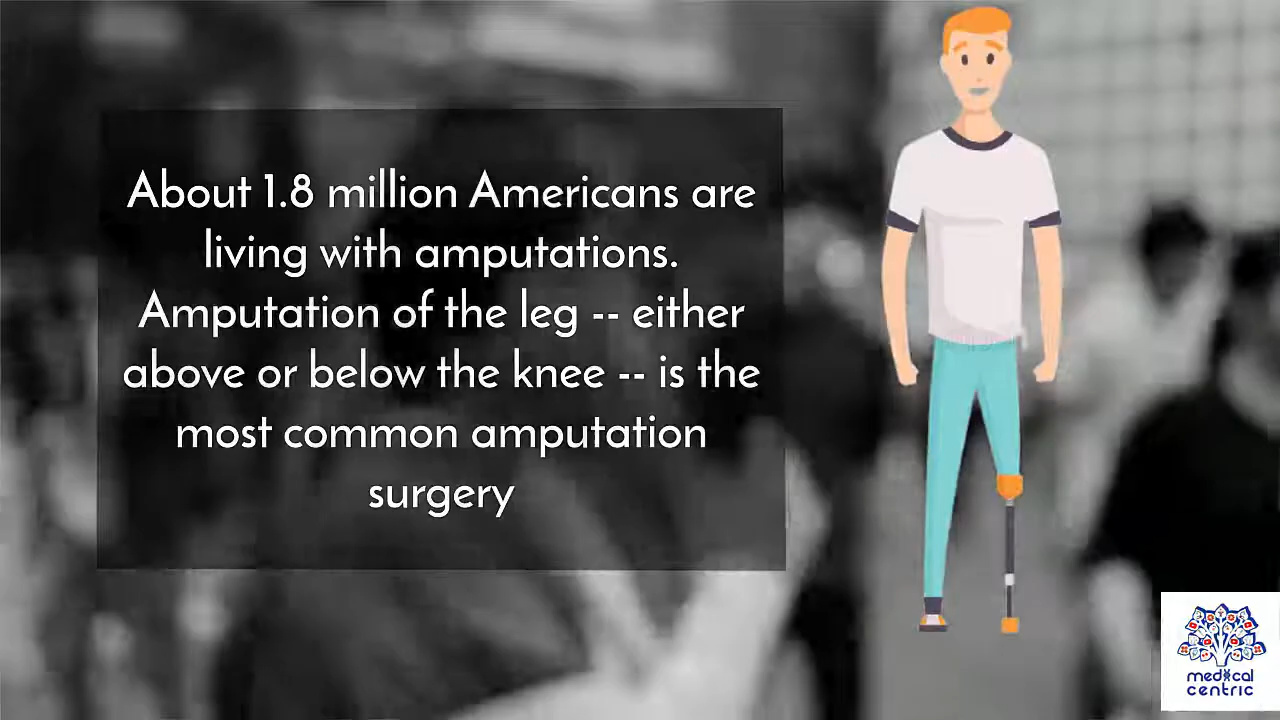 About 1.8 million Americans are
living with amputations.
Amputation of the leg -- either
above or below the knee -- is the
most common amputation
surgery
medical
centric